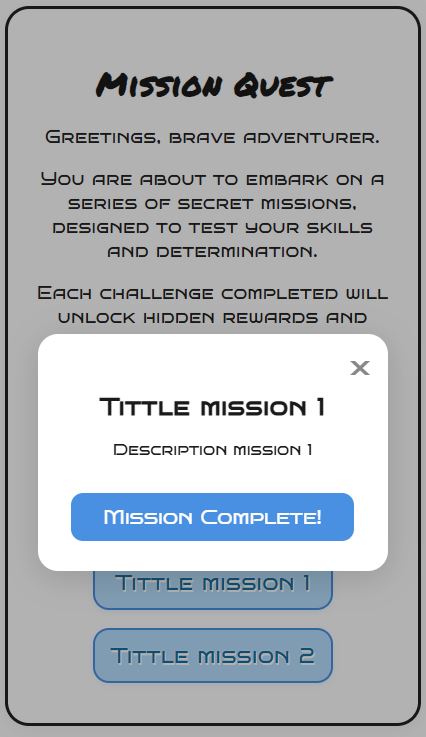 Mission Quest
Greetings, brave adventurer.
You are about to embark on a
series of secret missions,
designed to test your skills
and determination.
Each challenge completed will
unlock hidden rewards and
×
Tittle mission 1
Description mission 1
Mission Complete!
Tittle mission 1
Tittle mission 2